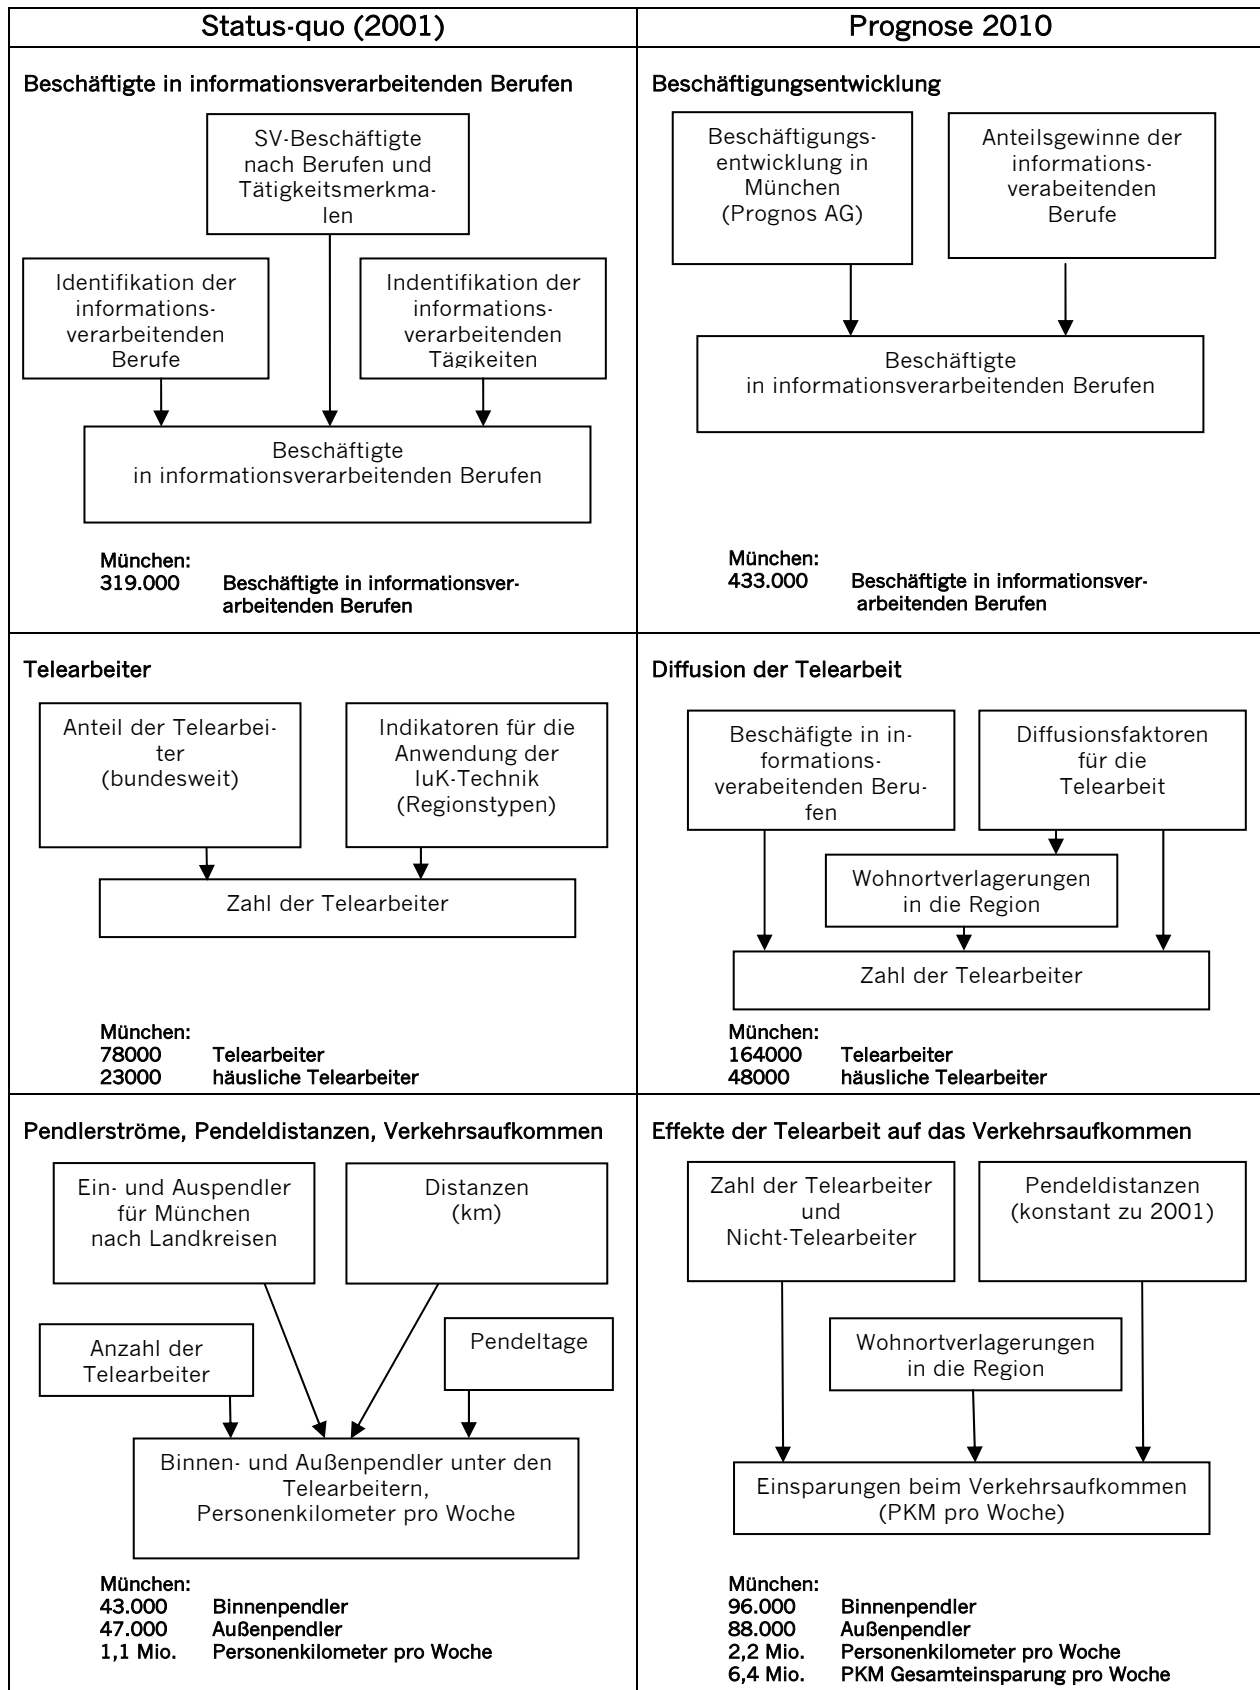 Status-quo (2001)
Prognose 2010
Beschäftigte in informationsverarbeitenden Berufen
SV-Beschäftigte
nach Berufen und
Tätigkeitsmerkma-
len
Identifikation der
informations-
verarbeitenden
Berufe
Indentifikation der
informations-
verarbeitenden
Tägikeiten
Beschäftigte
in informationsverarbeitenden Berufen
München:
319.000 Beschäftigte in informationsver-
arbeitenden Berufen
Beschäftigungsentwicklung
Beschäftigungs-
entwicklung in
München
(Prognos AG)
Anteilsgewinne der
informations-
verabeitenden
Berufe
Beschäftigte
in informationsverarbeitenden Berufen
München:
433.000 Beschäftigte in informationsver-
arbeitenden Berufen
Telearbeiter
Anteil der Telearbei-
ter
(bundesweit)
Indikatoren für die
Anwendung der
IuK-Technik
(Regionstypen)
Zahl der Telearbeiter
München:
78000 Telearbeiter
23000 häusliche Telearbeiter
Diffusion der Telearbeit
Beschäfigte in in-
formations-
verabeitenden Beru-
fen
Diffusionsfaktoren
für die
Telearbeit
Wohnortverlagerungen
in die Region
Zahl der Telearbeiter
München:
164000 Telearbeiter
48000 häusliche Telearbeiter
Pendlerströme, Pendeldistanzen, Verkehrsaufkommen
Ein- und Auspendler
für München
nach Landkreisen
Distanzen
(km)
Anzahl der
Telearbeiter
Pendeltage
Binnen- und Außenpendler unter den
Telearbeitern,
Personenkilometer pro Woche
München:
43.000 Binnenpendler
47.000 Außenpendler
1,1 Mio. Personenkilometer pro Woche
Effekte der Telearbeit auf das Verkehrsaufkommen
Zahl der Telearbeiter
und
Nicht-Telearbeiter
Pendeldistanzen
(konstant zu 2001)
Wohnortverlagerungen
in die Region
Einsparungen beim Verkehrsaufkommen
(PKM pro Woche)
München:
96.000 Binnenpendler
88.000 Außenpendler
2,2 Mio. Personenkilometer pro Woche
6,4 Mio. PKM Gesamteinsparung pro Woche